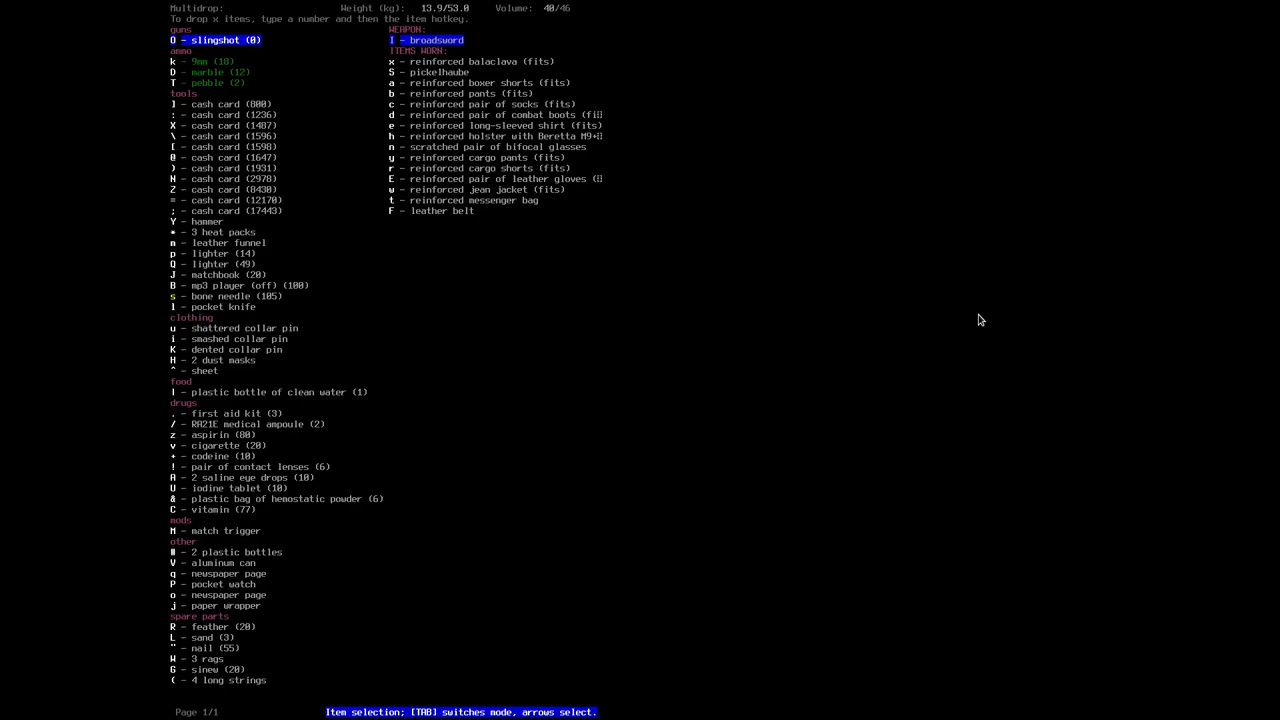 Multidrop: Weight (kg): 13.9/53.0 Volume: 40/46
To drop x items, type a number and then the item hotkey.
guns
O - slingshot (0)
ammo
k - 9mm (18)
D - marble (12)
T - pebble (2)
tools
] - cash card (800)
: - cash card (1236)
X - cash card (1487)
\ - cash card (1596)
[ - cash card (1598)
@ - cash card (1647)
) - cash card (1931)
N - cash card (2978)
Z - cash card (8430)
= - cash card (12170)
; - cash card (17443)
Y - hammer
* - 3 heat packs
m - leather funnel
p - lighter (14)
Q - lighter (49)
J - matchbook (20)
B - mp3 player (off) (100)
s - bone needle (105)
l - pocket knife
clothing
u - shattered collar pin
i - smashed collar pin
K - dented collar pin
H - 2 dust masks
^ - sheet
food
| - plastic bottle of clean water (1)
drugs
. - first aid kit (3)
/ - RA21E medical ampoule (2)
z - aspirin (80)
v - cigarette (20)
+ - codeine (10)
! - pair of contact lenses (6)
A - 2 saline eye drops (10)
U - iodine tablet (10)
& - plastic bag of hemostatic powder (6)
C - vitamin (77)
mods
M - match trigger
other
# - 2 plastic bottles
V - aluminum can
q - newspaper page
P - pocket watch
o - newspaper page
j - paper wrapper
spare parts
R - feather (20)
L - sand (3)
" - nail (55)
W - 3 rags
G - sinew (20)
( - 4 long strings
WEAPON:
I - broadsword
ITEMS WORN:
x - reinforced balaclava (fits)
S - pickelhaube
a - reinforced boxer shorts (fits)
b - reinforced pants (fits)
c - reinforced pair of socks (fits)
d - reinforced pair of combat boots (fi
e - reinforced long-sleeved shirt (fits)
h - reinforced holster with Beretta M9+
n - scratched pair of bifocal glasses
y - reinforced cargo pants (fits)
r - reinforced cargo shorts (fits)
E - reinforced pair of leather gloves (
w - reinforced jean jacket (fits)
t - reinforced messenger bag
F - leather belt
Page 1/1 Item selection; [TAB] switches mode, arrows select.